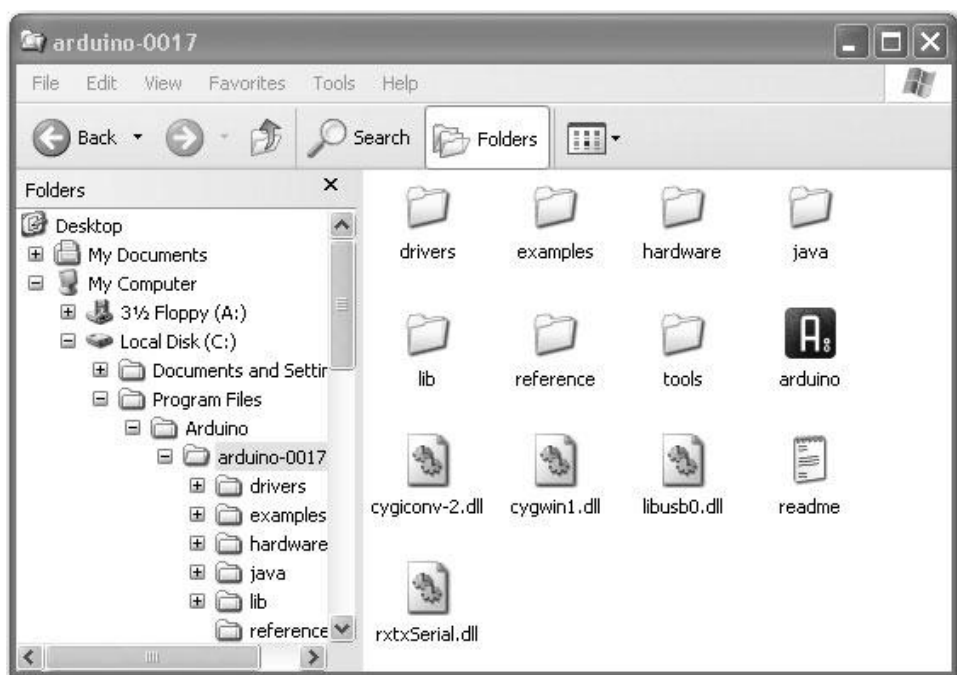 arduino-0017
File Edit View Favorites Tools Help
Back Search Folders
Folders
Desktop
My Documents
My Computer
3½ Floppy (A:)
Local Disk (C:)
Documents and Settin
Program Files
Arduino
arduino-0017
drivers
examples
hardware
java
lib
reference
drivers examples hardware java
lib reference tools arduino
cygiconv-2.dll cygwin1.dll libusb0.dll readme
rxtxSerial.dll